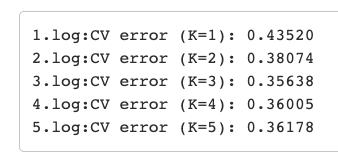 1.log:CV error (K=1): 0.43520
2.log:CV error (K=2): 0.38074
3.log:CV error (K=3): 0.35638
4.log:CV error (K=4): 0.36005
5.log:CV error (K=5): 0.36178